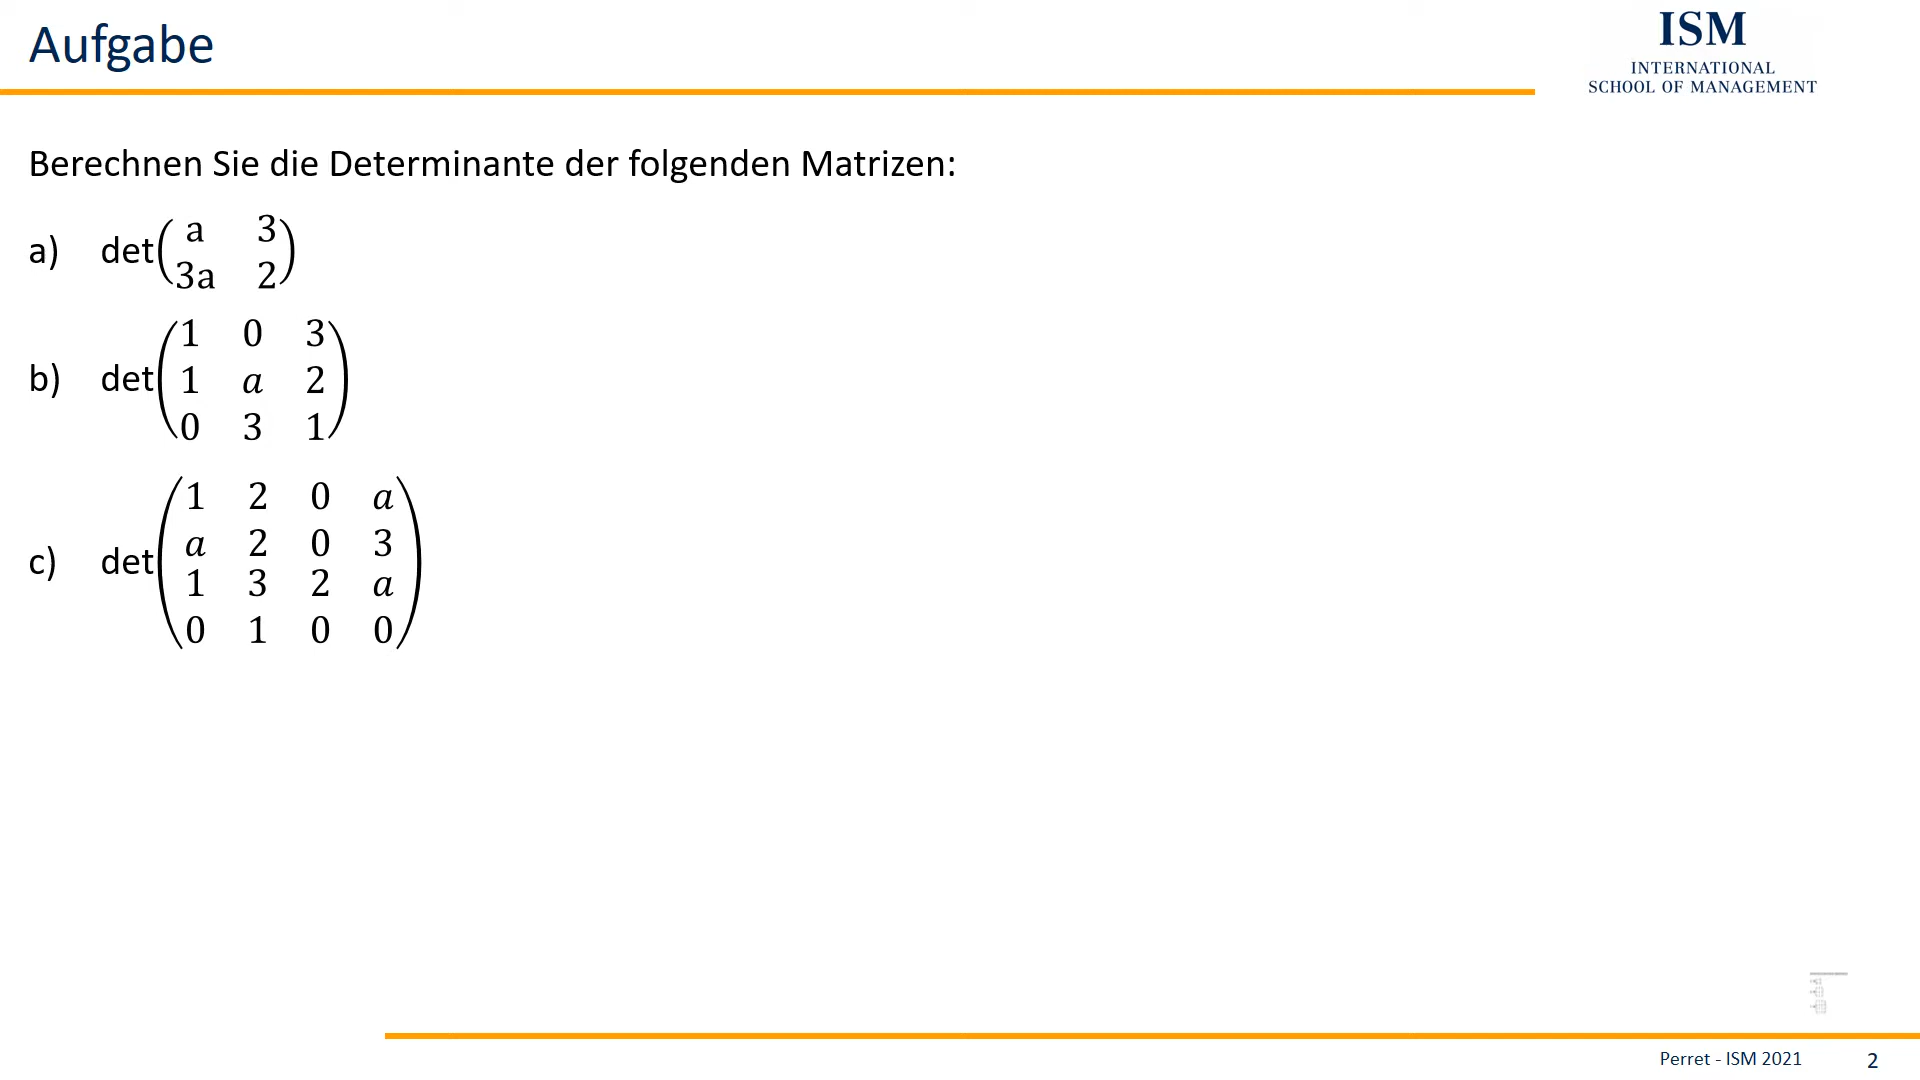 Aufgabe
ISM
INTERNATIONAL
SCHOOL OF MANAGEMENT
Berechnen Sie die Determinante der folgenden Matrizen:
a) det
a 3
3a 2
b) det
1 0 3
1 a 2
0 3 1
c) det
1 2 0 a
a 2 0 3
1 3 2 a
0 1 0 0
Perret - ISM 2021
2